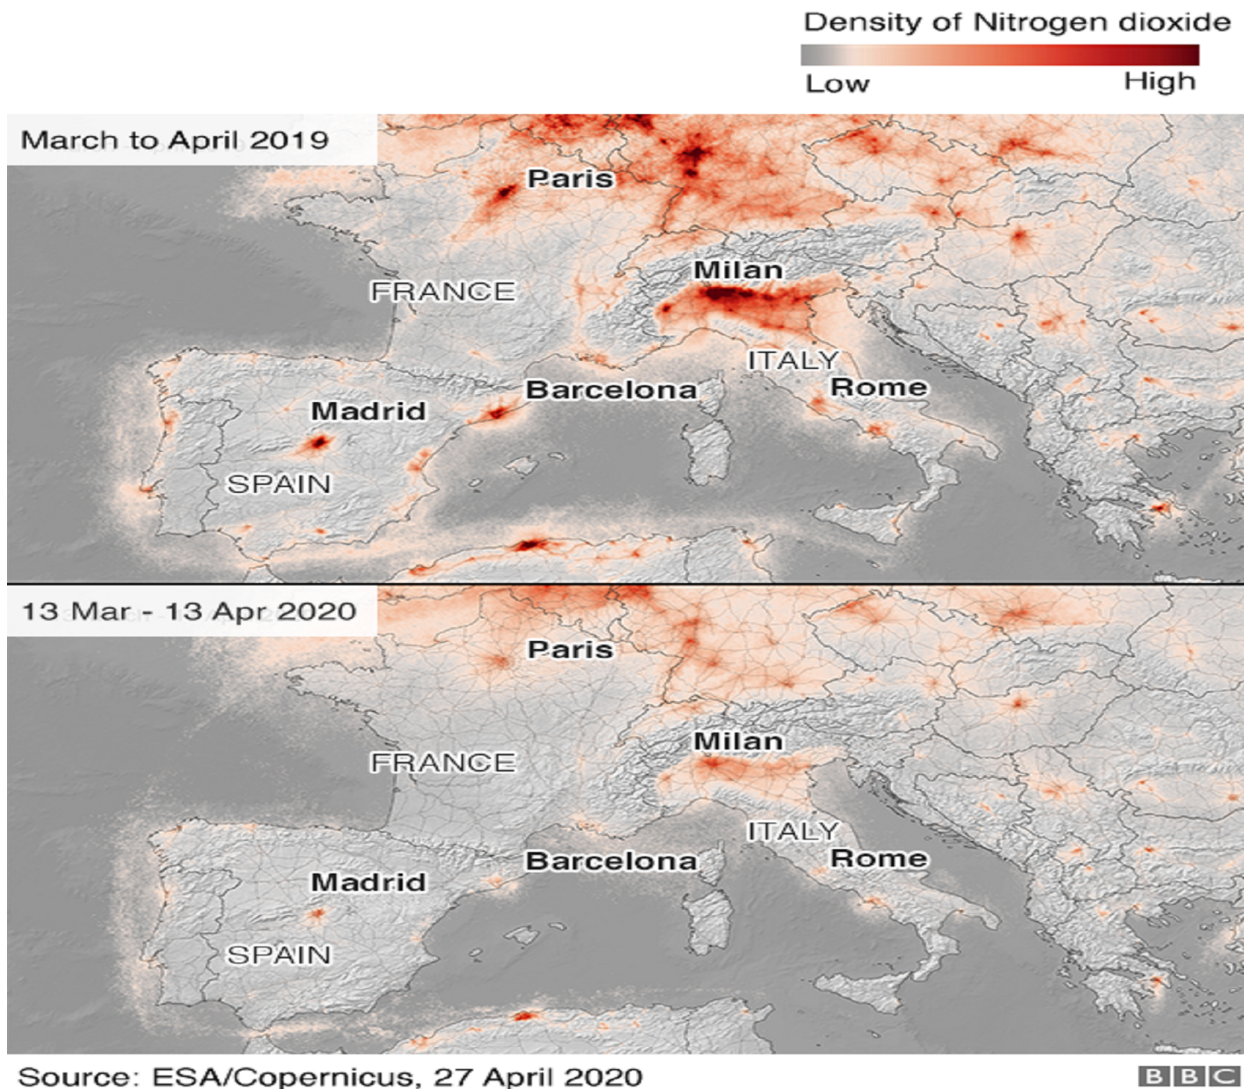 Density of Nitrogen dioxide
Low High
March to April 2019
Paris
Milan
FRANCE
ITALY
Barcelona Rome
Madrid
SPAIN
13 Mar - 13 Apr 2020
Paris
Milan
FRANCE
ITALY
Barcelona Rome
Madrid
SPAIN
Source: ESA/Copernicus, 27 April 2020
BBC